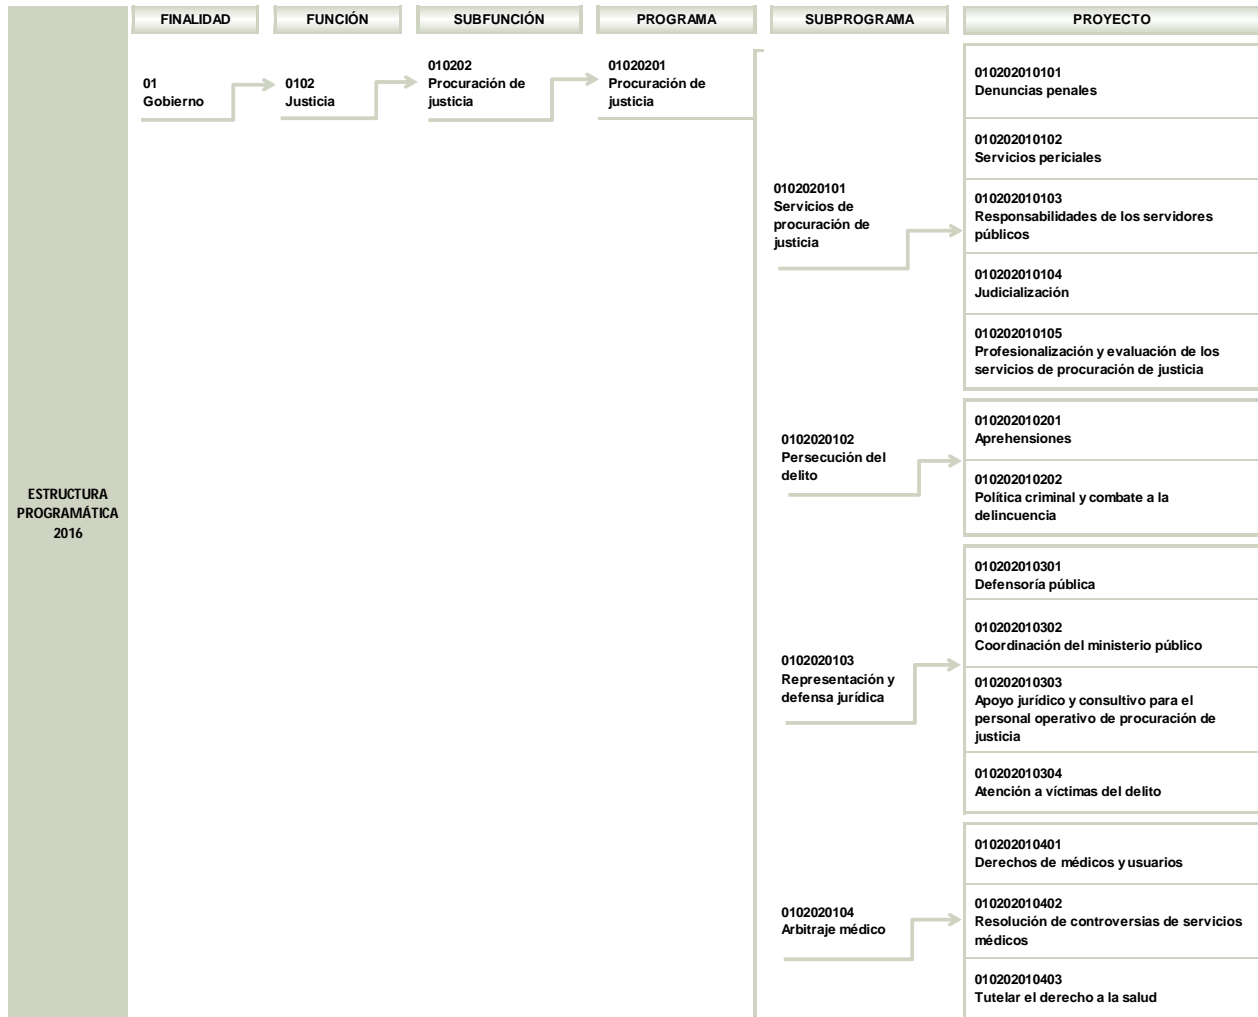 FINALIDAD
FUNCIÓN
SUBFUNCIÓN
PROGRAMA
SUBPROGRAMA
PROYECTO
ESTRUCTURA
PROGRAMÁTICA
2016
01
Gobierno
0102
Justicia
010202
Procuración de
justicia
01020201
Procuración de
justicia
0102020101
Servicios de
procuración de
justicia
010202010101
Denuncias penales
010202010102
Servicios periciales
010202010103
Responsabilidades de los servidores
públicos
010202010104
Judicialización
010202010105
Profesionalización y evaluación de los
servicios de procuración de justicia
0102020102
Persecución del
delito
010202010201
Aprehensiones
010202010202
Política criminal y combate a la
delincuencia
0102020103
Representación y
defensa jurídica
010202010301
Defensoría pública
010202010302
Coordinación del ministerio público
010202010303
Apoyo jurídico y consultivo para el
personal operativo de procuración de
justicia
010202010304
Atención a víctimas del delito
0102020104
Arbitraje médico
010202010401
Derechos de médicos y usuarios
010202010402
Resolución de controversias de servicios
médicos
010202010403
Tutelar el derecho a la salud